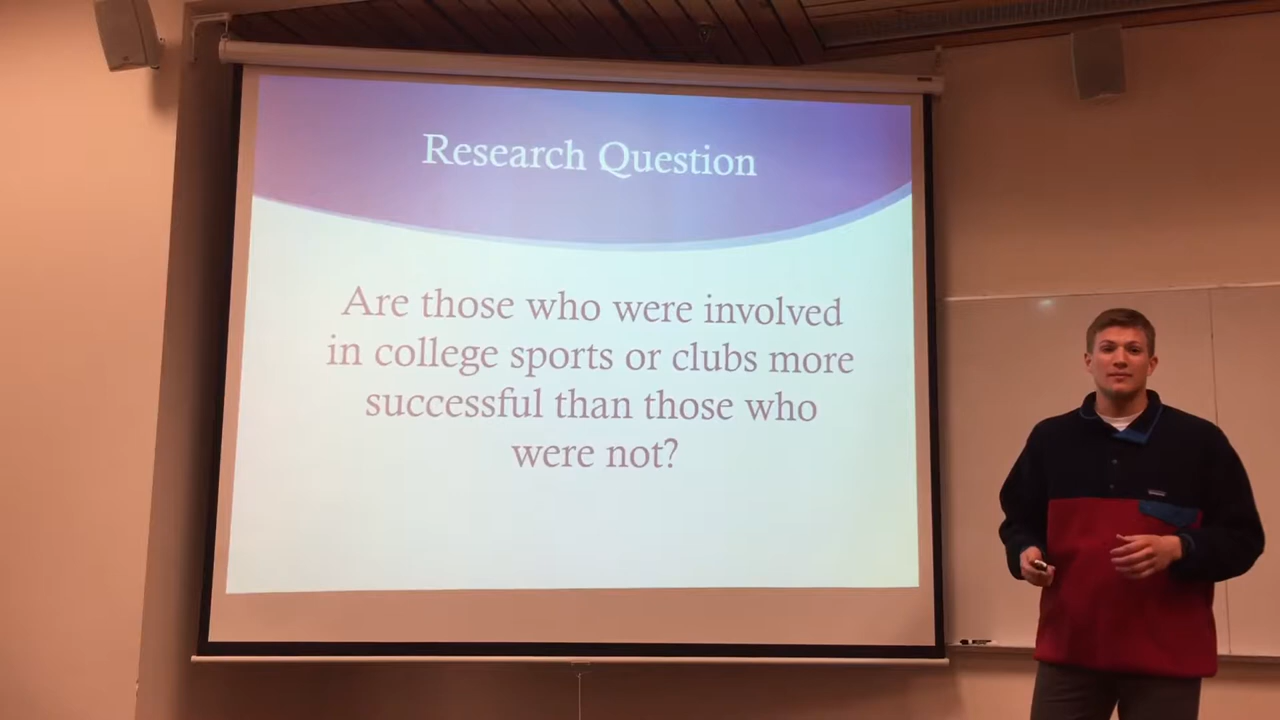 Research Question
Are those who were involved
in college sports or clubs more
successful than those who
were not?